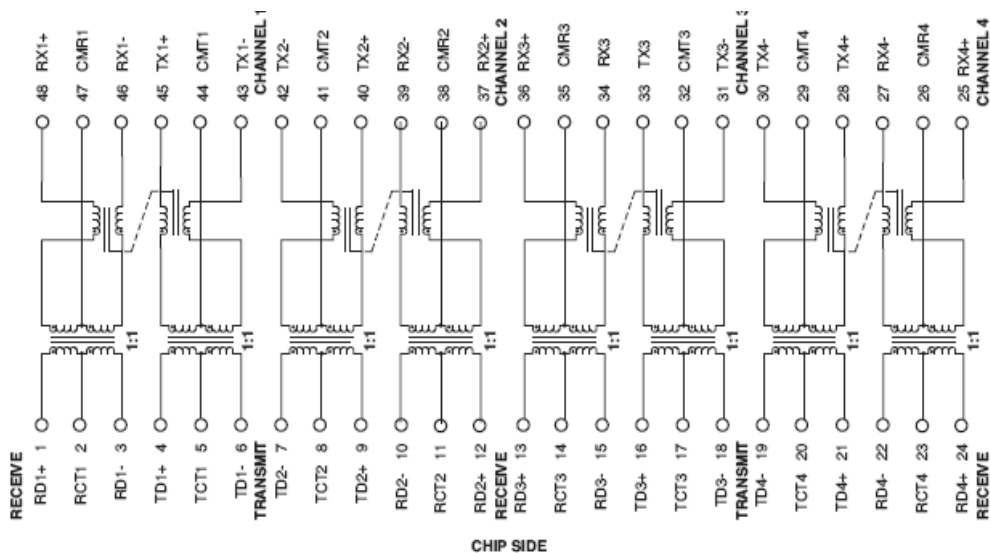 48 RX1+
47 CMR1
46 RX1-
45 TX1+
44 CMT1
43 TX1-
CHANNEL 1
42 TX2-
41 CMT2
40 TX2+
39 RX2-
38 CMR2
37 RX2+
CHANNEL 2
36 RX3+
35 CMR3
34 RX3
33 TX3
32 CMT3
31 TX3-
CHANNEL 3
30 TX4-
29 CMT4
28 TX4+
27 RX4-
26 CMR4
25 RX4+
CHANNEL 4
1:1
1:1
1:1
1:1
1:1
1:1
1:1
1:1
RECEIVE
RD1+ 1
RCT1 2
RD1- 3
TD1+ 4
TCT1 5
TD1- 6
TRANSMIT
TD2- 7
TCT2 8
TD2+ 9
RD2- 10
RCT2 11
RD2+ 12
RECEIVE
RD3+ 13
RCT3 14
RD3- 15
TD3+ 16
TCT3 17
TD3- 18
TRANSMIT
TD4- 19
TCT4 20
TD4+ 21
RD4- 22
RCT4 23
RD4+ 24
RECEIVE
CHIP SIDE